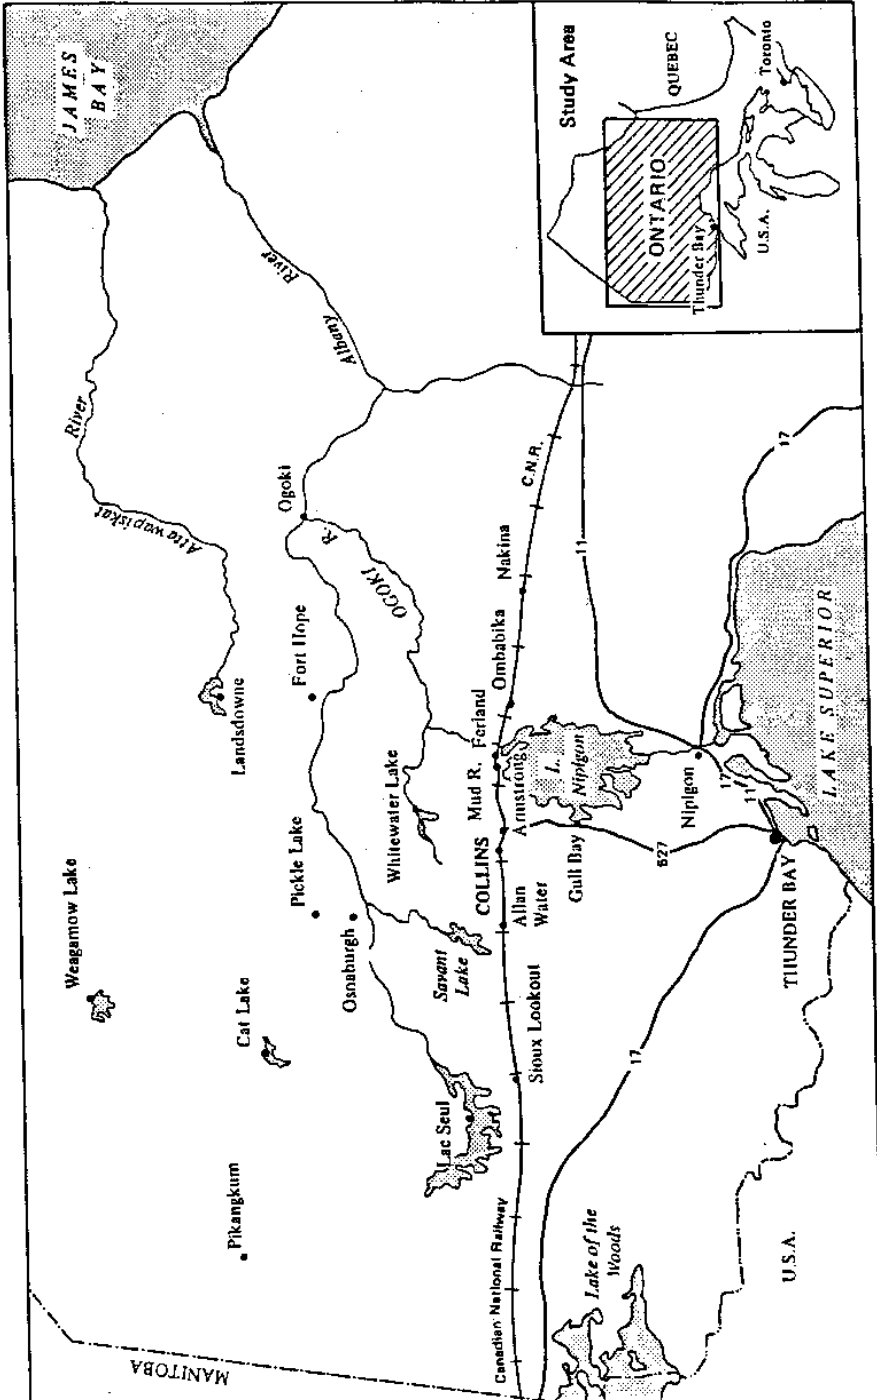 MANITOBA
Weagamow Lake
Attawapiskat
River
JAMES
BAY
Pikangkum
Cat Lake
Landsdowne
Pickle Lake
Fort Hope
Ogoki
Albany
River
Osnaburgh
Whitewater Lake
OGOKI
R.
Lac Seul
Savant
Lake
COLLINS
Mud R.
Ferland
Ombabika
Nakina
C.N.R.
Canadian National Railway
Sioux Lookout
Allan
Water
Armstrong
L.
Nipigon
11
Lake of the
Woods
17
Gull Bay
527
Nipigon
17
11
17
U.S.A.
THUNDER BAY
LAKE SUPERIOR
Study Area
ONTARIO
QUEBEC
Thunder Bay
U.S.A.
Toronto